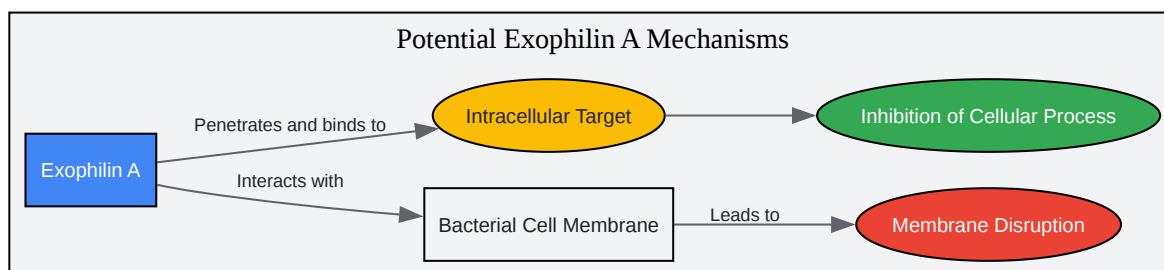 Potential Exophilin A Mechanisms
Exophilin A
Penetrates and binds to
Intracellular Target
Inhibition of Cellular Process
Interacts with
Bacterial Cell Membrane
Leads to
Membrane Disruption